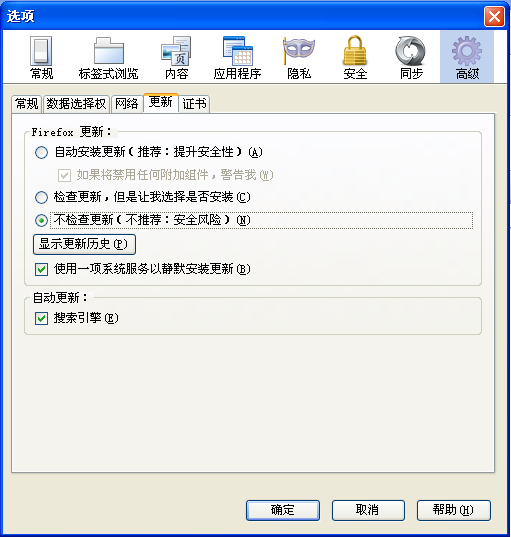 选项
常规 标签式浏览 内容 应用程序 隐私 安全 同步 高级
常规 数据选择权 网络 更新 证书
Firefox 更新：
自动安装更新（推荐：提升安全性）(A)
如果将禁用任何附加组件，警告我(W)
检查更新，但是让我选择是否安装(C)
不检查更新（不推荐：安全风险）(N)
显示更新历史(P)
使用一项系统服务以静默安装更新(B)
自动更新：
搜索引擎(E)
确定 取消 帮助(H)